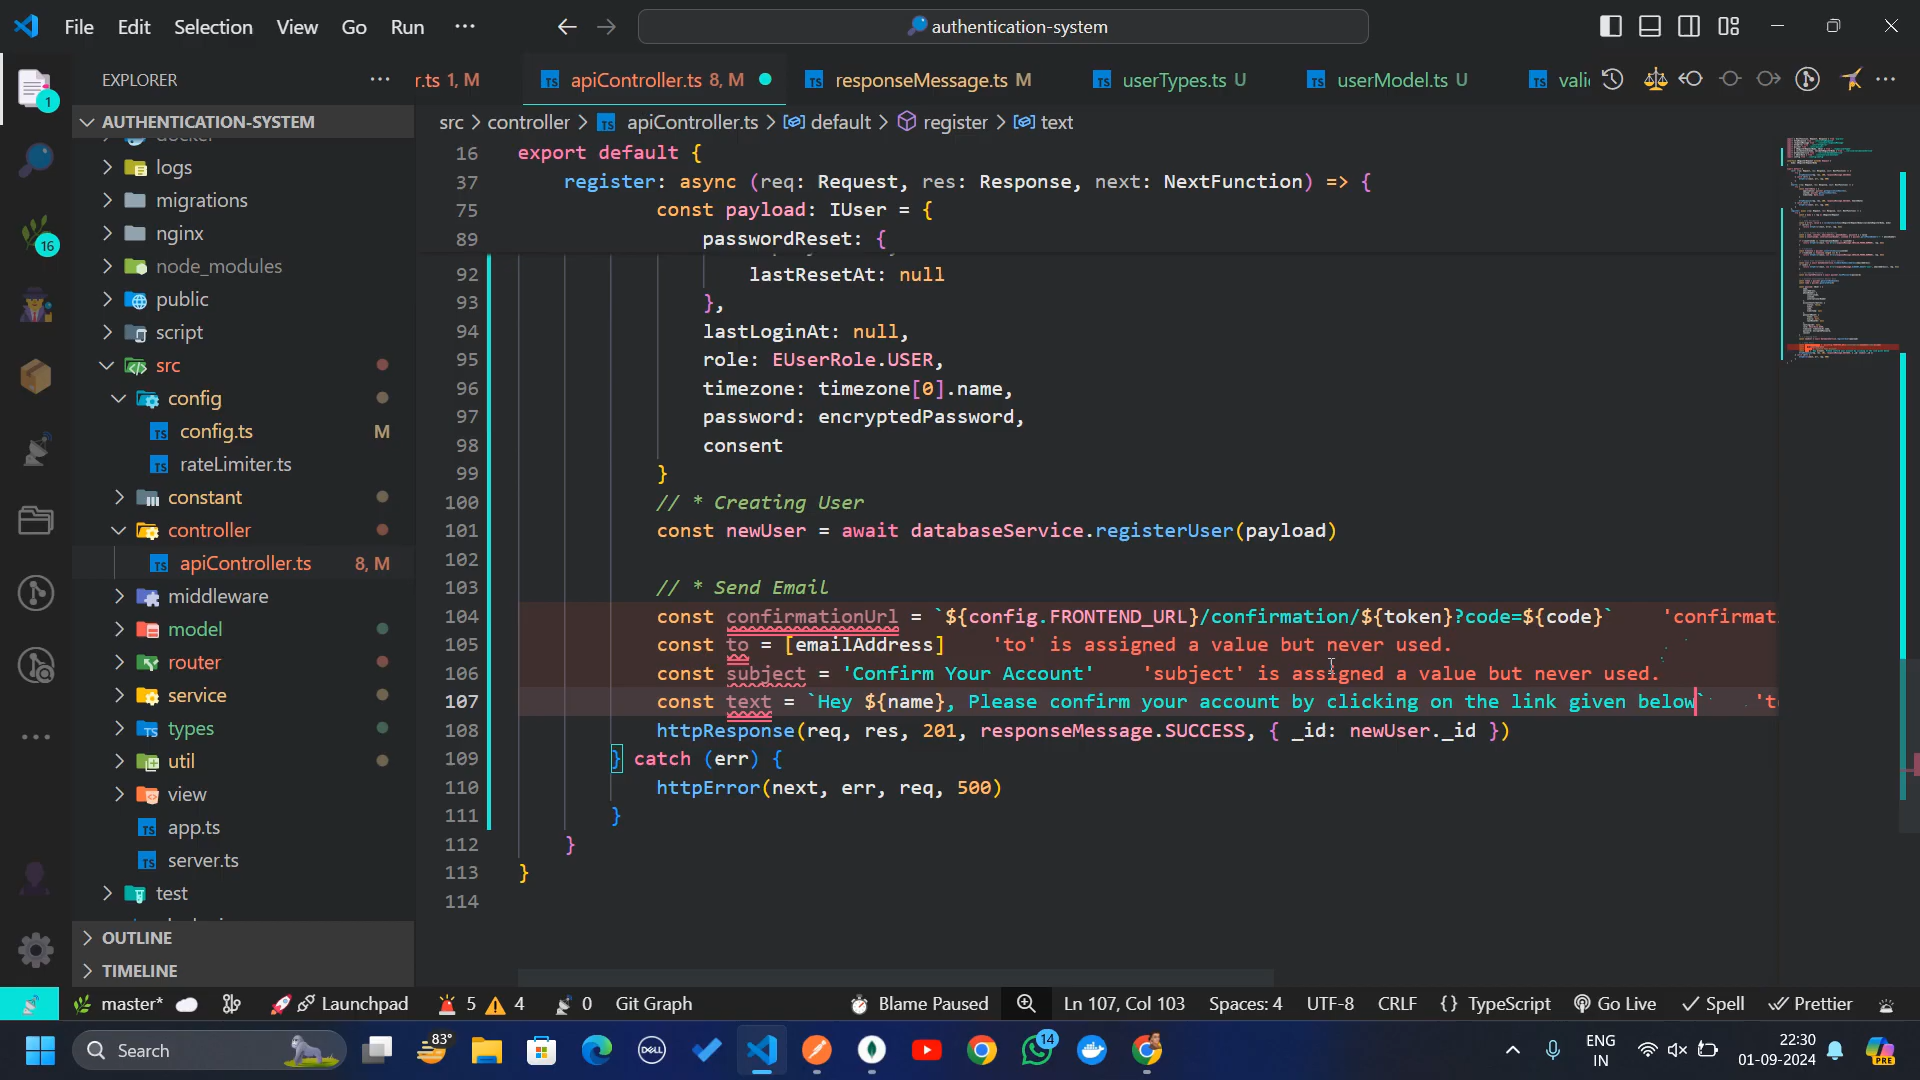 File Edit Selection View Go Run ···
authentication-system
EXPLORER ···
r.ts 1, M
apiController.ts 8, M
responseMessage.ts M
userTypes.ts U
userModel.ts U
src > controller > apiController.ts > default > register > text
AUTHENTICATION-SYSTEM
logs
migrations
nginx
node_modules
public
script
src
config
config.ts M
rateLimiter.ts
constant
controller
apiController.ts 8, M
middleware
model
router
service
types
util
view
app.ts
server.ts
test
OUTLINE
TIMELINE
1
16
16 export default {
37 register: async (req: Request, res: Response, next: NextFunction) => {
75 const payload: IUser = {
89 passwordReset: {
92 lastResetAt: null
93 },
94 lastLoginAt: null,
95 role: EUserRole.USER,
96 timezone: timezone[0].name,
97 password: encryptedPassword,
98 consent
99 }
100 // * Creating User
101 const newUser = await databaseService.registerUser(payload)
102
103 // * Send Email
104 const confirmationUrl = `${config.FRONTEND_URL}/confirmation/${token}?code=${code}` 'confirmat
105 const to = [emailAddress] 'to' is assigned a value but never used.
106 const subject = 'Confirm Your Account' 'subject' is assigned a value but never used.
107 const text = `Hey ${name}, Please confirm your account by clicking on the link given below` 't
108 httpResponse(req, res, 201, responseMessage.SUCCESS, { _id: newUser._id })
109 } catch (err) {
110 httpError(next, err, req, 500)
111 }
112 }
113 }
114
master* Launchpad 5 4 0 Git Graph Blame Paused Ln 107, Col 103 Spaces: 4 UTF-8 CRLF {} TypeScript Go Live Spell Prettier
Search 83° DELL 14 ENG IN 22:30 01-09-2024 PRE